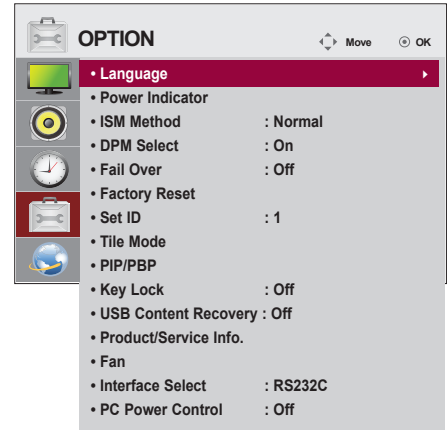 OPTION Move OK
• Language
• Power Indicator
• ISM Method : Normal
• DPM Select : On
• Fail Over : Off
• Factory Reset
• Set ID : 1
• Tile Mode
• PIP/PBP
• Key Lock : Off
• USB Content Recovery : Off
• Product/Service Info.
• Fan
• Interface Select : RS232C
• PC Power Control : Off